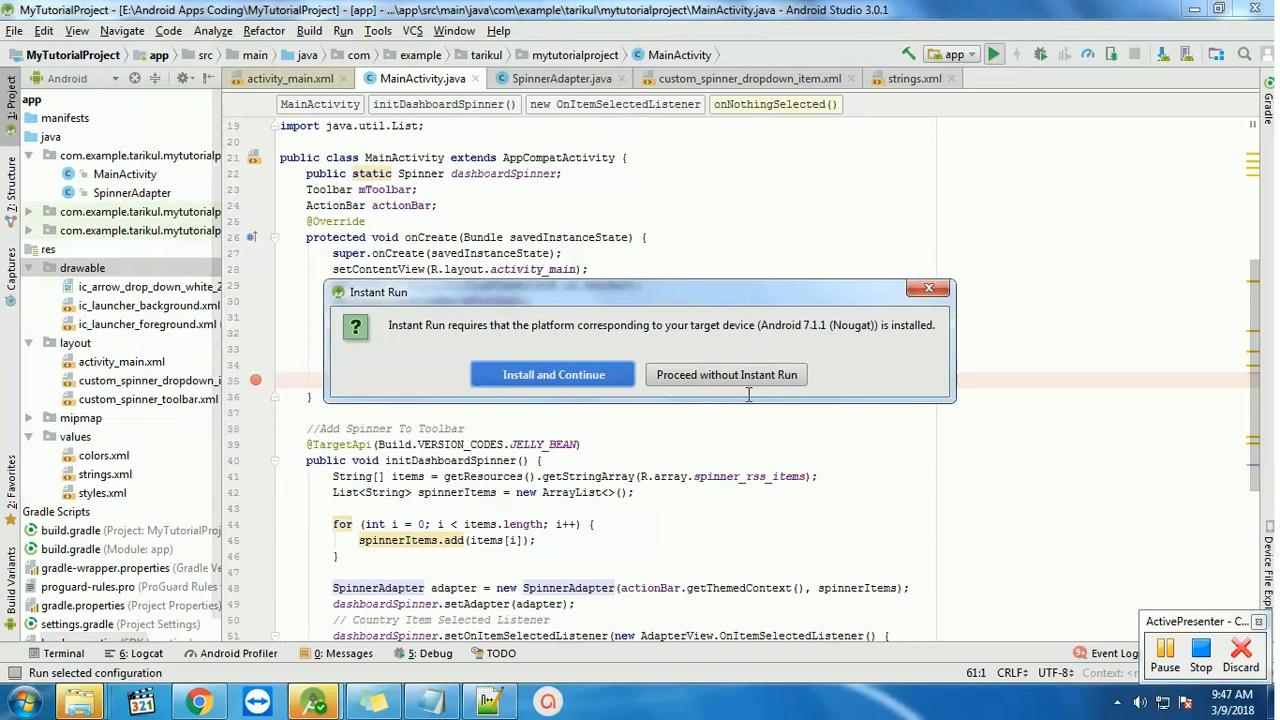 MyTutorialProject - [E:\Android Apps Coding\MyTutorialProject] - [app] - ...\app\src\main\java\com\example\tarikul\mytutorialproject\MainActivity.java - Android Studio 3.0.1
File Edit View Navigate Code Analyze Refactor Build Run Tools VCS Window Help
MyTutorialProject app src main java com example tarikul mytutorialproject MainActivity app
Android activity_main.xml MainActivity.java SpinnerAdapter.java custom_spinner_dropdown_item.xml strings.xml
MainActivity initDashboardSpinner() new OnItemSelectedListener onNothingSelected()
1: Project
7: Structure
Captures
2: Favorites
Build Variants
app
manifests
java
com.example.tarikul.mytutorialp
MainActivity
SpinnerAdapter
com.example.tarikul.mytutorialp
com.example.tarikul.mytutorialp
res
drawable
ic_arrow_drop_down_white_2
ic_launcher_background.xml
ic_launcher_foreground.xml
layout
activity_main.xml
custom_spinner_dropdown_i
custom_spinner_toolbar.xml
mipmap
values
colors.xml
strings.xml
styles.xml
Gradle Scripts
build.gradle (Project: MyTutorialProj
build.gradle (Module: app)
gradle-wrapper.properties (Gradle Ve
proguard-rules.pro (ProGuard Rules
gradle.properties (Project Properties
settings.gradle (Project Settings)
19 import java.util.List;
20
21 public class MainActivity extends AppCompatActivity {
22 public static Spinner dashboardSpinner;
23 Toolbar mToolbar;
24 ActionBar actionBar;
25 @Override
26 protected void onCreate(Bundle savedInstanceState) {
27 super.onCreate(savedInstanceState);
28 setContentView(R.layout.activity_main);
29
30
31
32
33
34
35
36 }
37
38 //Add Spinner To Toolbar
39 @TargetApi(Build.VERSION_CODES.JELLY_BEAN)
40 public void initDashboardSpinner() {
41 String[] items = getResources().getStringArray(R.array.spinner_rss_items);
42 List<String> spinnerItems = new ArrayList<>();
43
44 for (int i = 0; i < items.length; i++) {
45 spinnerItems.add(items[i]);
46 }
47
48 SpinnerAdapter adapter = new SpinnerAdapter(actionBar.getThemedContext(), spinnerItems);
49 dashboardSpinner.setAdapter(adapter);
50 // Country Item Selected Listener
51 dashboardSpinner.setOnItemSelectedListener(new AdapterView.OnItemSelectedListener() {
Instant Run
Instant Run requires that the platform corresponding to your target device (Android 7.1.1 (Nougat)) is installed.
Install and Continue Proceed without Instant Run
Gradle
Device File Exp
ActivePresenter - C...
Pause Stop Discard
Terminal 6: Logcat Android Profiler 0: Messages 5: Debug TODO Event Log
Run selected configuration 61:1 CRLF÷ UTF-8÷ Context: <
321
9:47 AM
3/9/2018